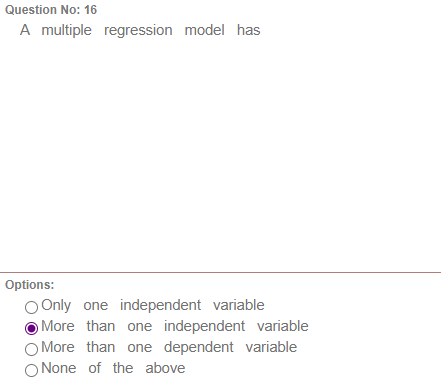 Question No: 16
A multiple regression model has
Options:
Only one independent variable
More than one independent variable
More than one dependent variable
None of the above